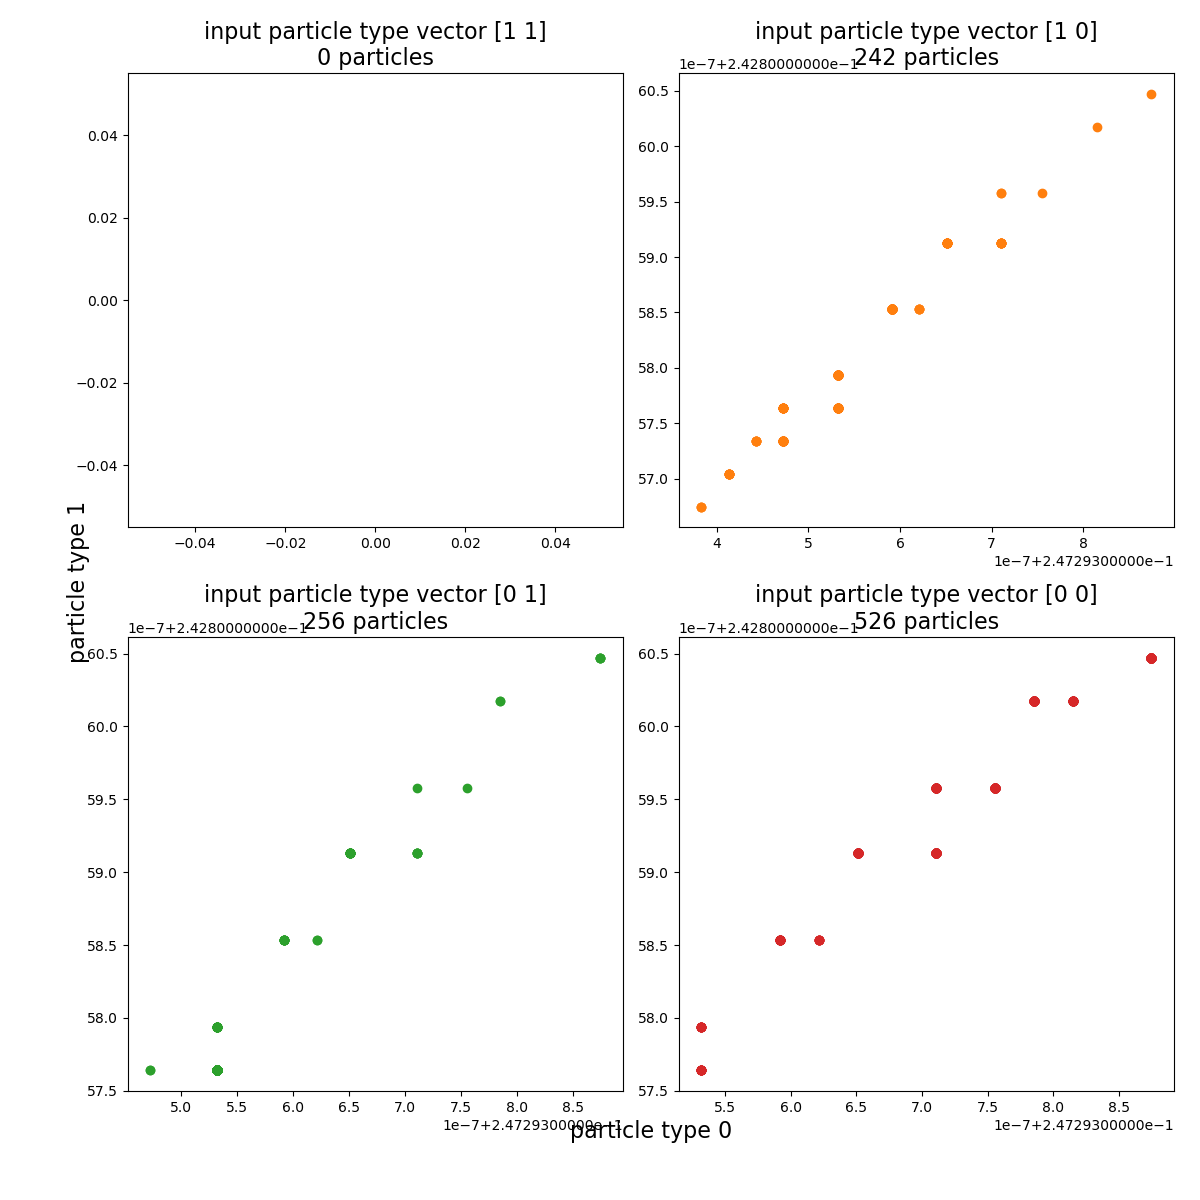 input particle type vector [1 1]
0 particles
0.04
0.02
0.00
−0.02
−0.04
−0.04 −0.02 0.00 0.02 0.04
input particle type vector [1 0]
242 particles
1e−7+2.4280000000e−1
60.5
60.0
59.5
59.0
58.5
58.0
57.5
57.0
4 5 6 7 8
1e−7+2.4729300000e−1
particle type 1
input particle type vector [0 1]
256 particles
1e−7+2.4280000000e−1
60.5
60.0
59.5
59.0
58.5
58.0
57.5
5.0 5.5 6.0 6.5 7.0 7.5 8.0 8.5
1e−7+2.4729300000e−1
input particle type vector [0 0]
526 particles
1e−7+2.4280000000e−1
60.5
60.0
59.5
59.0
58.5
58.0
57.5
5.5 6.0 6.5 7.0 7.5 8.0 8.5
1e−7+2.4729300000e−1
particle type 0